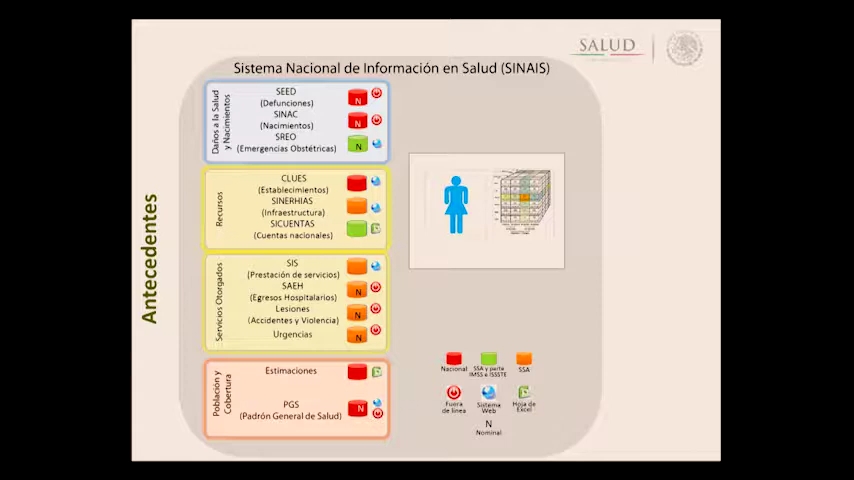 SALUD
Sistema Nacional de Información en Salud (SINAIS)
Antecedentes
Daños a la Salud
y Nacimientos
SEED
(Defunciones)
N
SINAC
(Nacimientos)
N
SREO
(Emergencias Obstétricas)
N
Recursos
CLUES
(Establecimientos)
SINERHIAS
(Infraestructura)
SICUENTAS
(Cuentas nacionales)
Servicios Otorgados
SIS
(Prestación de servicios)
SAEH
(Egresos Hospitalarios)
N
Lesiones
(Accidentes y Violencia)
N
Urgencias
N
Población y
Cobertura
Estimaciones
PGS
(Padrón General de Salud)
N
Nacional
SSA y parte
IMSS e ISSSTE
SSA
Fuera
de línea
Sistema
Web
Hoja de
Excel
N
Nominal